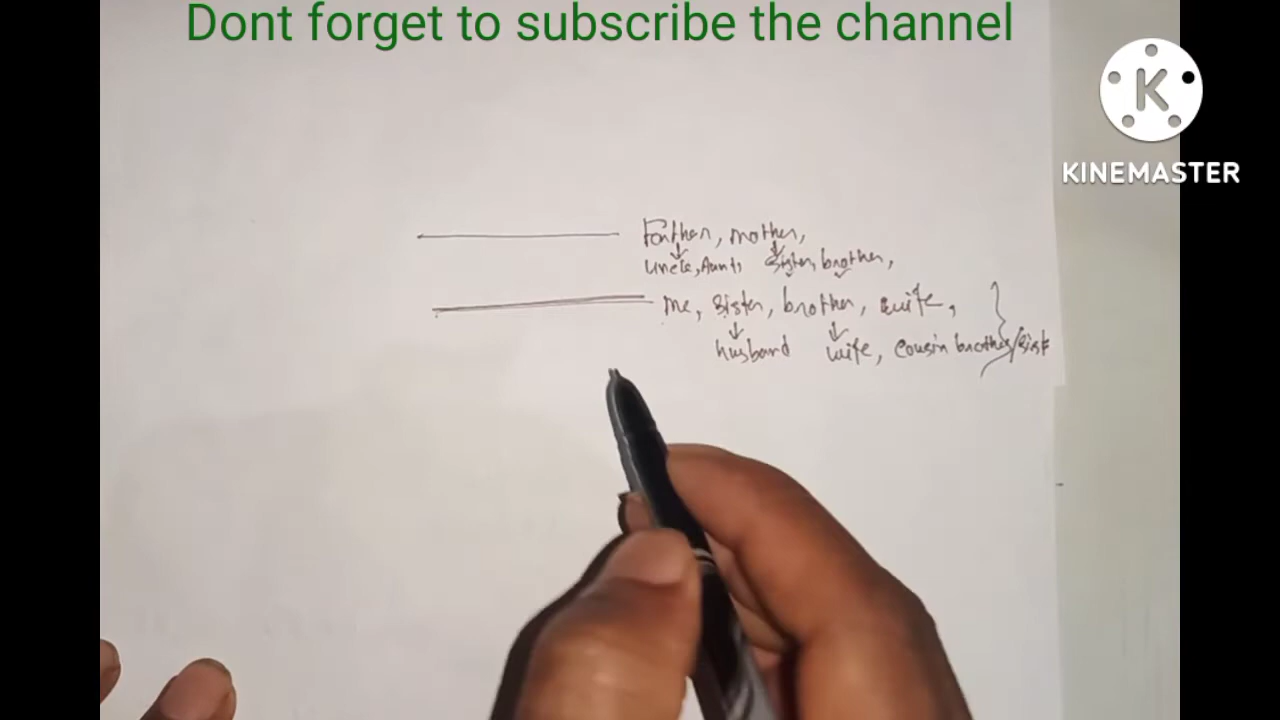 Dont forget to subscribe the channel
K
KINEMASTER
Father, mother,
Uncle, Aunt, Sister, brother,
Me, Sister, brother, wife,
husband wife, Cousin brother/Sist